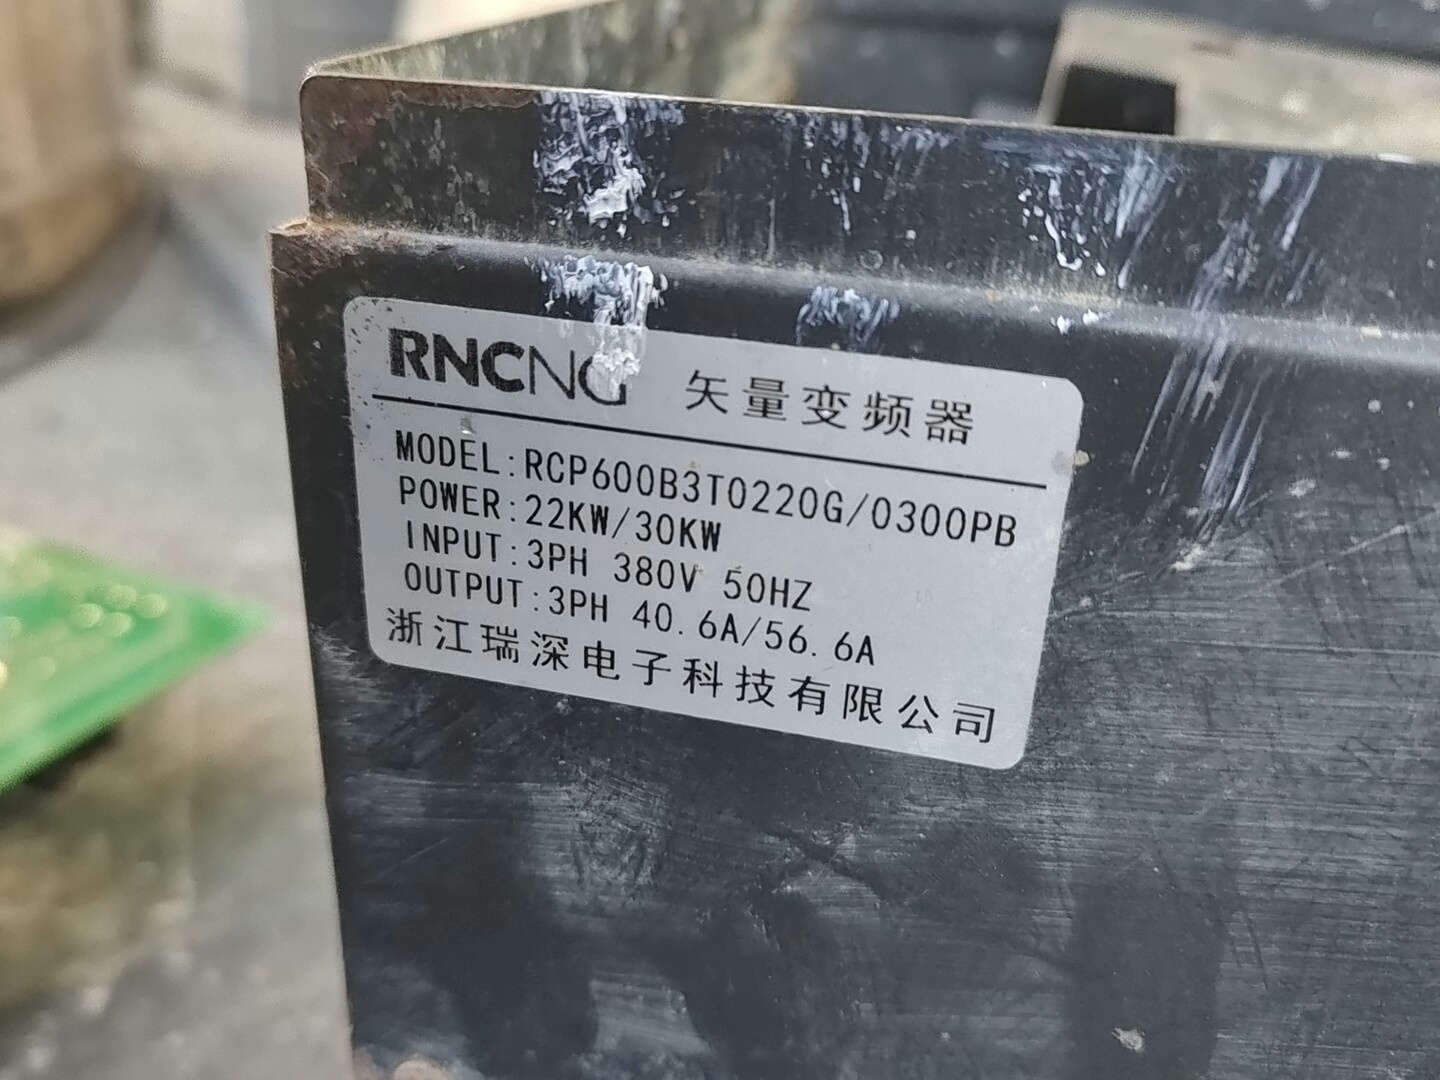 RNCNG 矢量变频器
MODEL:RCP600B3T0220G/0300PB
POWER:22KW/30KW
INPUT:3PH 380V 50HZ
OUTPUT:3PH 40.6A/56.6A
浙江瑞深电子科技有限公司